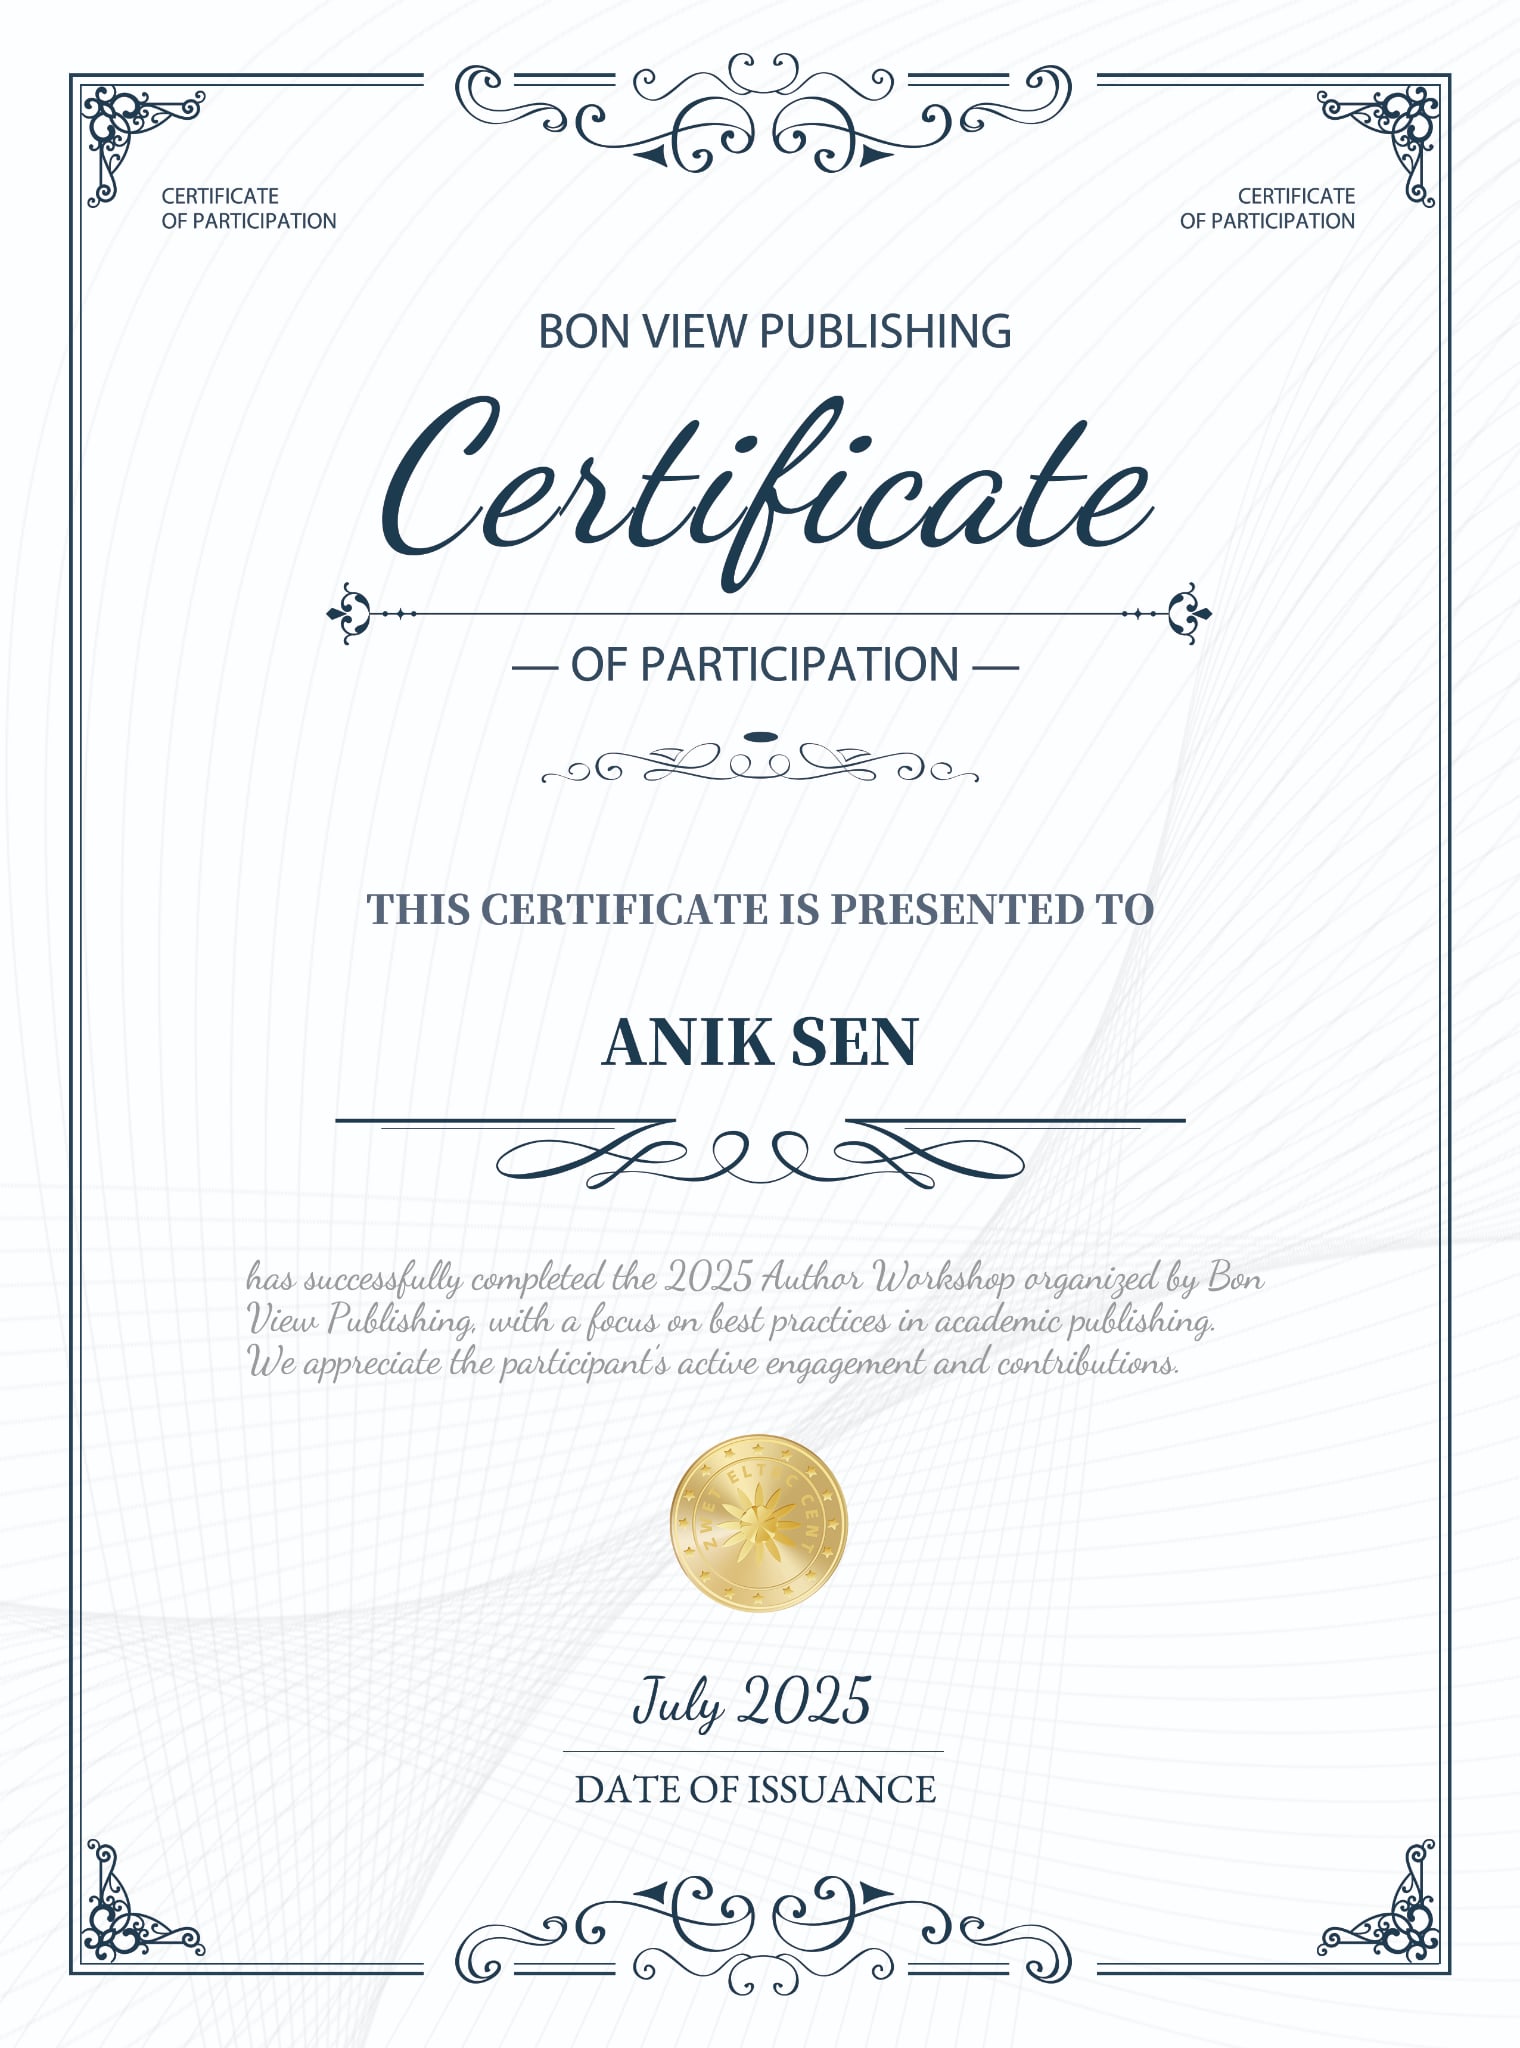 CERTIFICATE
OF PARTICIPATION
CERTIFICATE
OF PARTICIPATION
BON VIEW PUBLISHING
Certificate
— OF PARTICIPATION —
THIS CERTIFICATE IS PRESENTED TO
ANIK SEN
has successfully completed the 2025 Author Workshop organized by Bon
View Publishing, with a focus on best practices in academic publishing.
We appreciate the participant's active engagement and contributions.
CENT
July 2025
DATE OF ISSUANCE